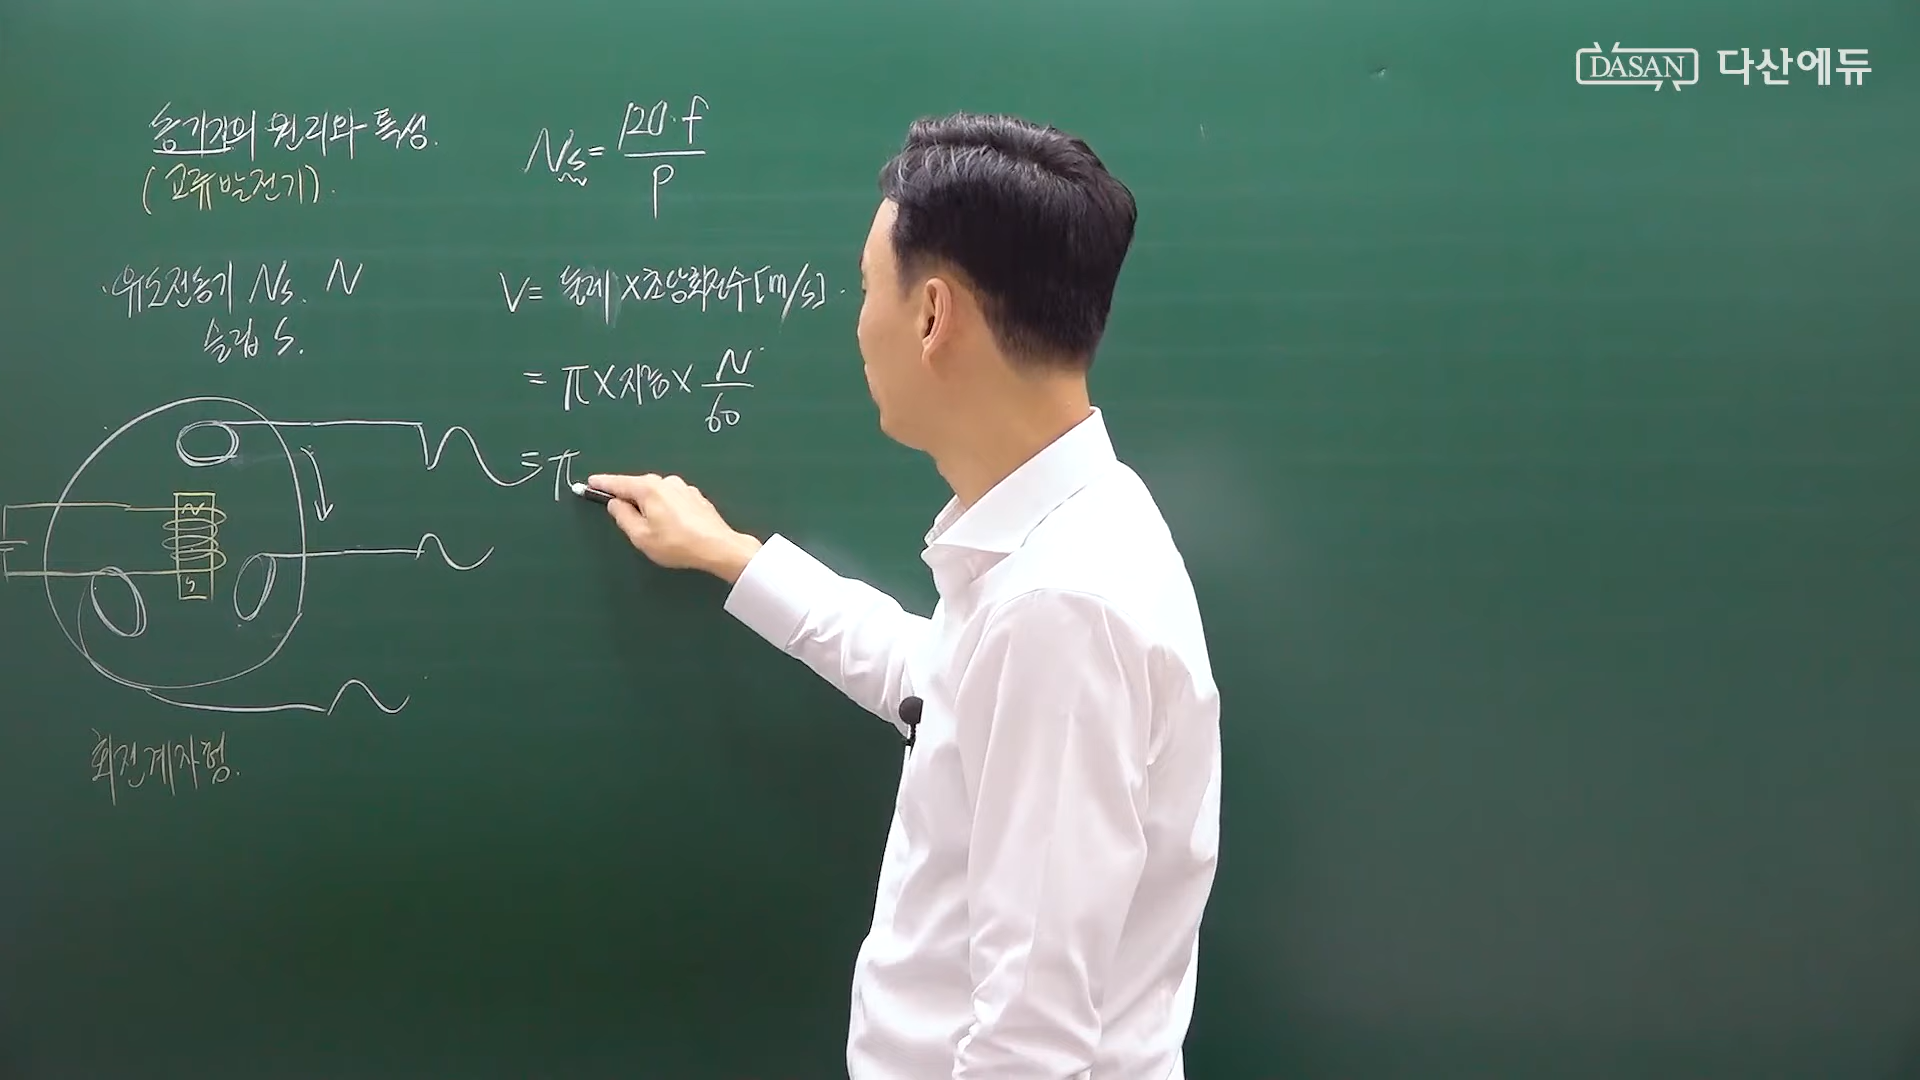 DASAN 다산에듀
동기기의 원리와 특성.
(교류발전기).
Ns = 120·f / P
·유도전동기 Ns. N
슬립 S.
V = 둘레 × 초당회전수 [m/s].
= π × 지름 × N / 60
= π
N
S
회전계자형.